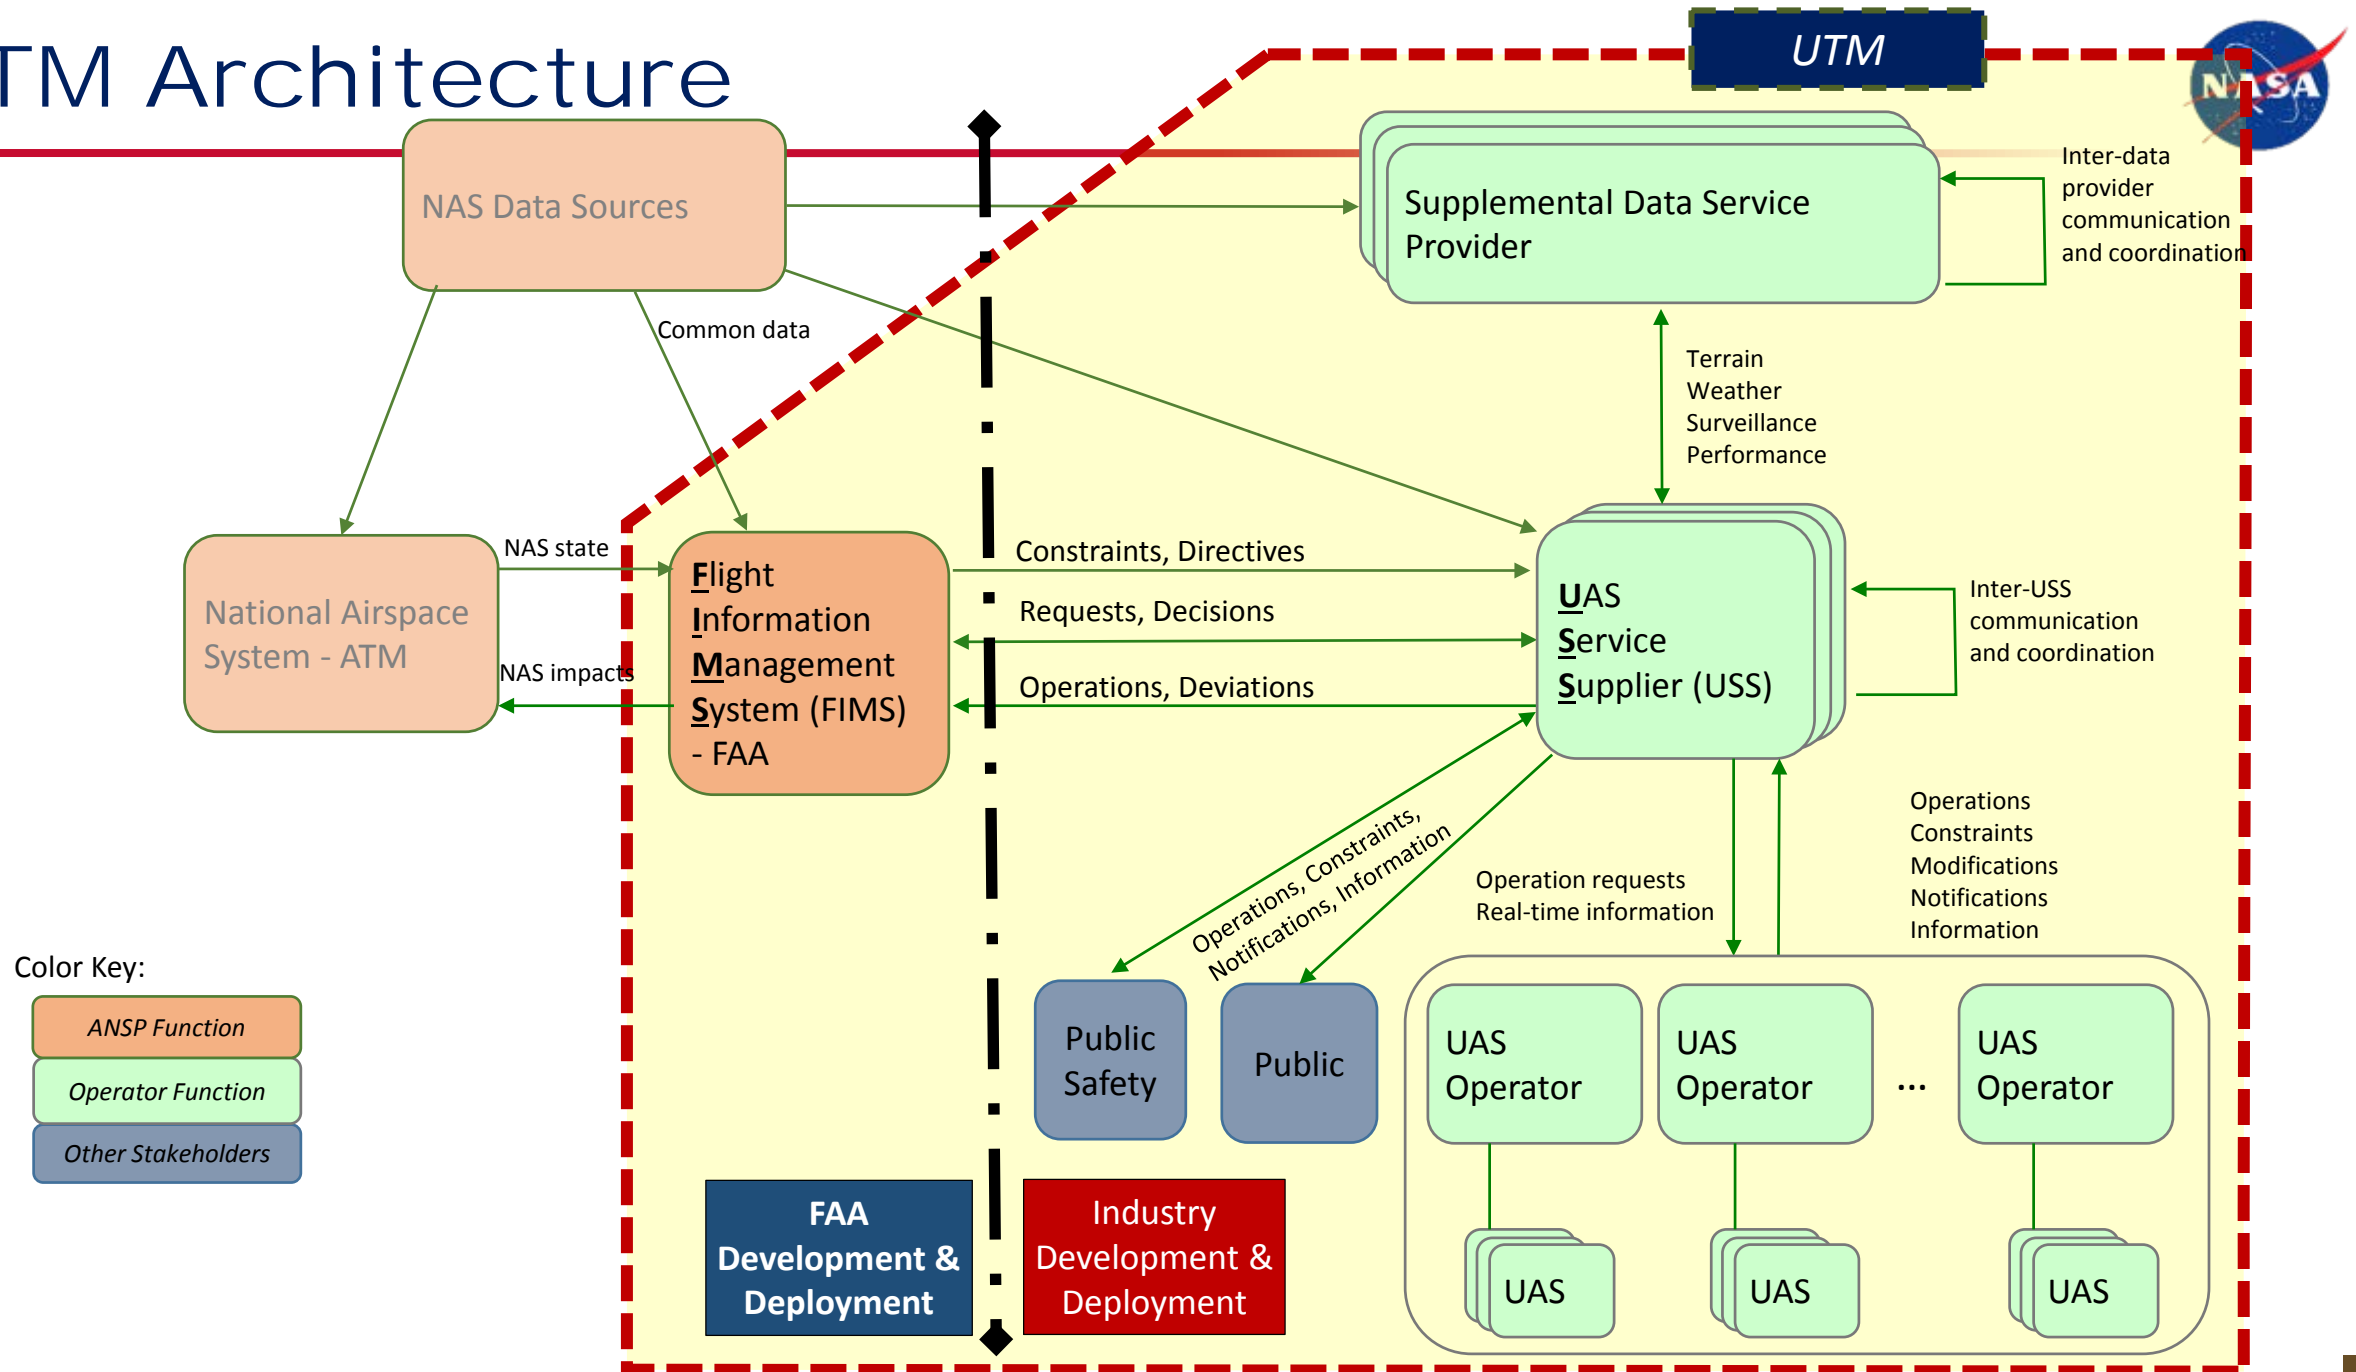 TM Architecture
UTM
NASA
NAS Data Sources
Supplemental Data Service
Provider
Inter-data
provider
communication
and coordination
Common data
Terrain
Weather
Surveillance
Performance
National Airspace
System - ATM
NAS state
NAS impacts
Flight
Information
Management
System (FIMS)
- FAA
Constraints, Directives
Requests, Decisions
Operations, Deviations
UAS
Service
Supplier (USS)
Inter-USS
communication
and coordination
Operations, Constraints,
Notifications, Information
Operation requests
Real-time information
Operations
Constraints
Modifications
Notifications
Information
Color Key:
ANSP Function
Operator Function
Other Stakeholders
Public
Safety
Public
UAS
Operator
UAS
Operator
...
UAS
Operator
FAA
Development &
Deployment
Industry
Development &
Deployment
UAS
UAS
UAS